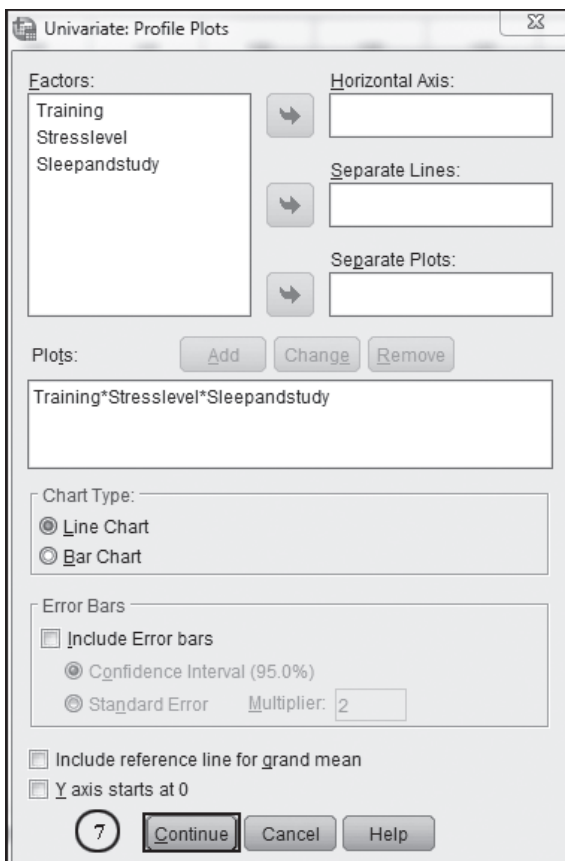 Univariate: Profile Plots
Factors:
Training
Stresslevel
Sleepandstudy
Horizontal Axis:
Separate Lines:
Separate Plots:
Plots:
Add Change Remove
Training*Stresslevel*Sleepandstudy
Chart Type:
Line Chart
Bar Chart
Error Bars
Include Error bars
Confidence Interval (95.0%)
Standard Error Multiplier: 2
Include reference line for grand mean
Y axis starts at 0
7 Continue Cancel Help